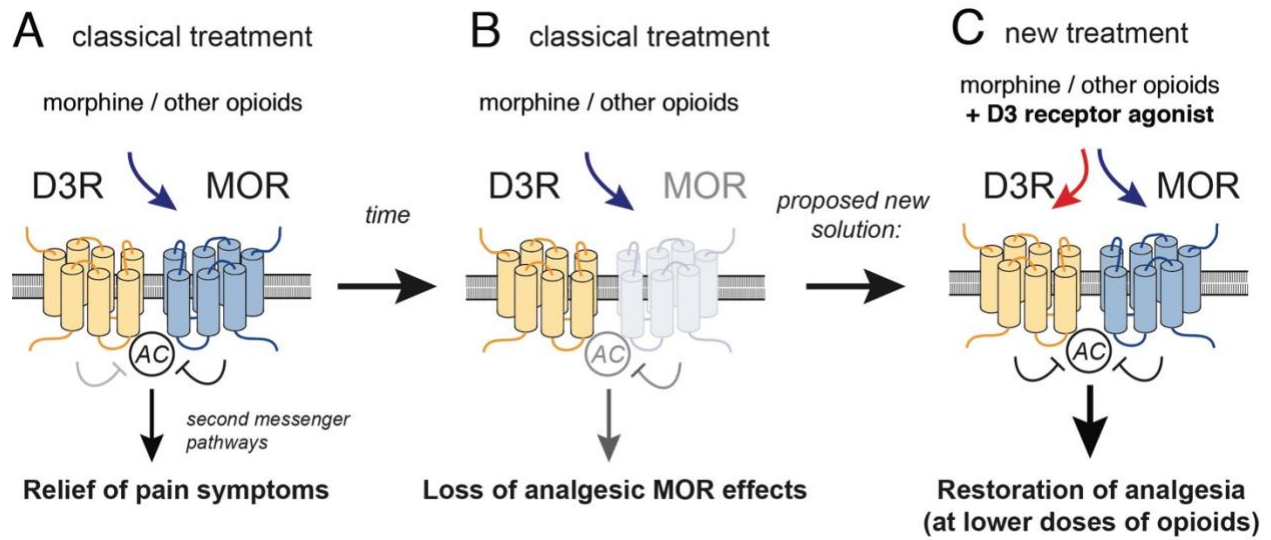 A classical treatment
morphine / other opioids
D3R
MOR
AC
second messenger
pathways
Relief of pain symptoms
time
B classical treatment
morphine / other opioids
D3R
MOR
AC
Loss of analgesic MOR effects
proposed new
solution:
C new treatment
morphine / other opioids
+ D3 receptor agonist
D3R
MOR
AC
Restoration of analgesia
(at lower doses of opioids)